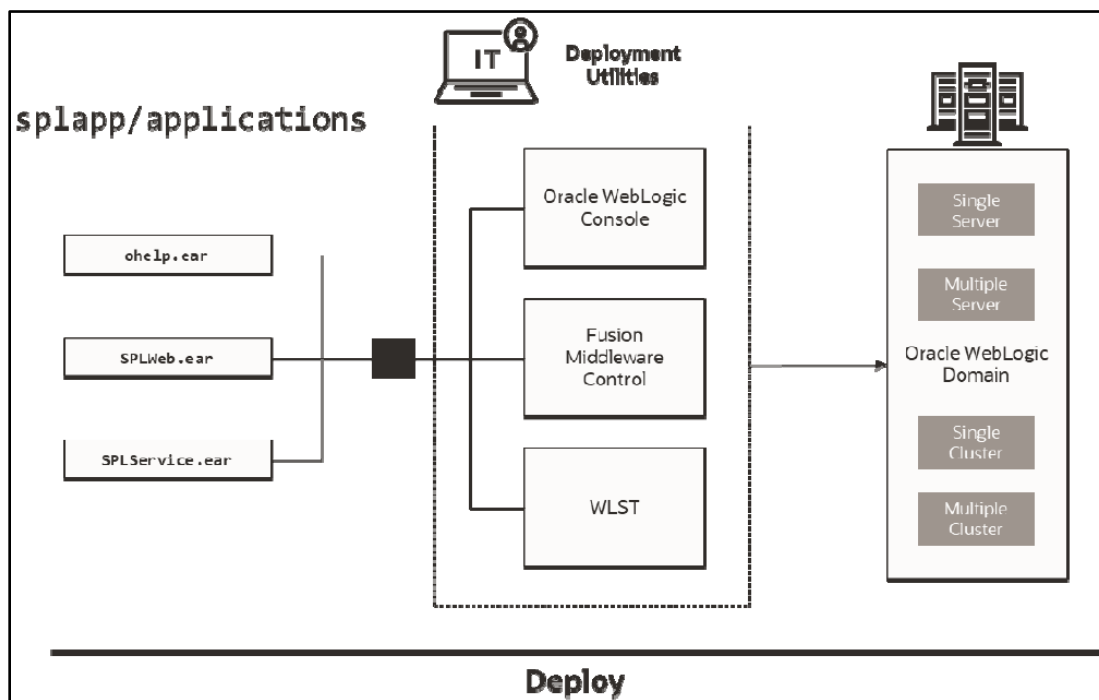 IT
Deployment
Utilities
splapp/applications
ohelp.ear
SPLWeb.ear
SPLService.ear
Oracle WebLogic
Console
Fusion
Middleware
Control
WLST
Single
Server
Multiple
Server
Oracle WebLogic
Domain
Single
Cluster
Multiple
Cluster
Deploy